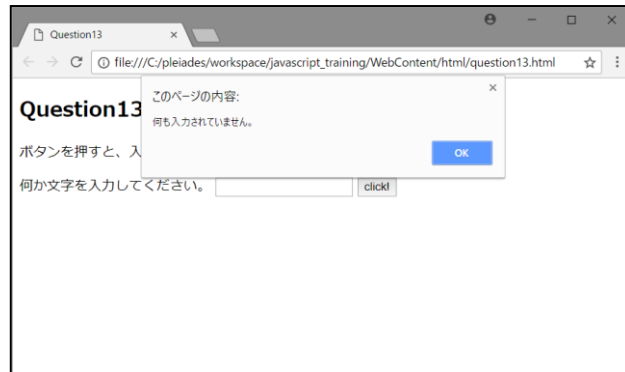 Question13
file:///C:/pleiades/workspace/javascript_training/WebContent/html/question13.html
このページの内容:
何も入力されていません。
OK
Question13
ボタンを押すと、入
何か文字を入力してください。 click!